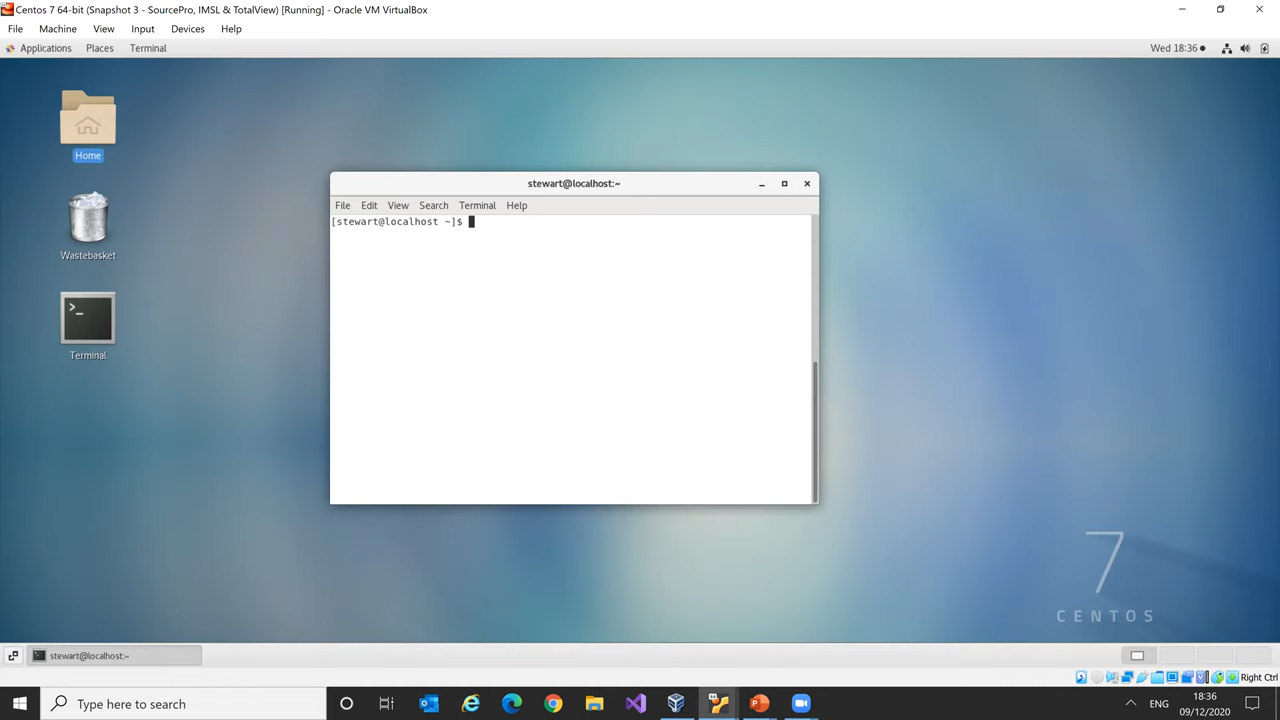 Centos 7 64-bit (Snapshot 3 - SourcePro, IMSL & TotalView) [Running] - Oracle VM VirtualBox
File Machine View Input Devices Help
Applications Places Terminal Wed 18:36
Home
Wastebasket
>_
Terminal
stewart@localhost:~
File Edit View Search Terminal Help
[stewart@localhost ~]$
7
CENTOS
stewart@localhost:~
Right Ctrl
Type here to search
ENG
18:36
09/12/2020